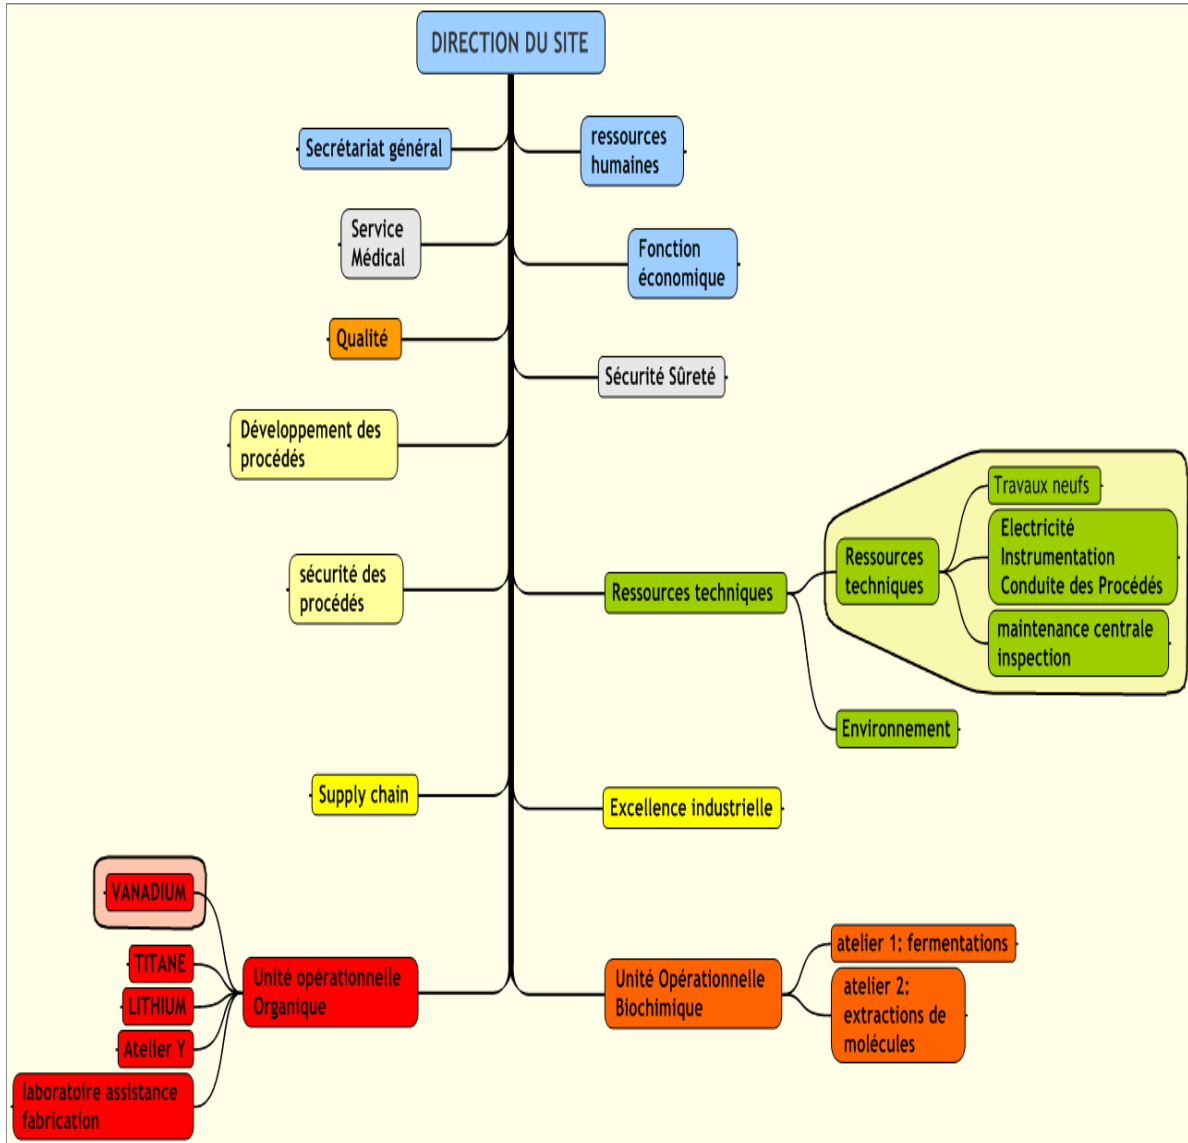 DIRECTION DU SITE
Secrétariat général
ressources
humaines
Service
Médical
Fonction
économique
Qualité
Sécurité Sûreté
Développement des
procédés
sécurité des
procédés
Ressources techniques
Ressources
techniques
Travaux neufs
Electricité
Instrumentation
Conduite des Procédés
maintenance centrale
inspection
Environnement
Supply chain
Excellence industrielle
VANADIUM
TITANE
LITHIUM
Atelier Y
laboratoire assistance
fabrication
Unité opérationnelle
Organique
Unité Opérationnelle
Biochimique
atelier 1: fermentations
atelier 2:
extractions de
molécules